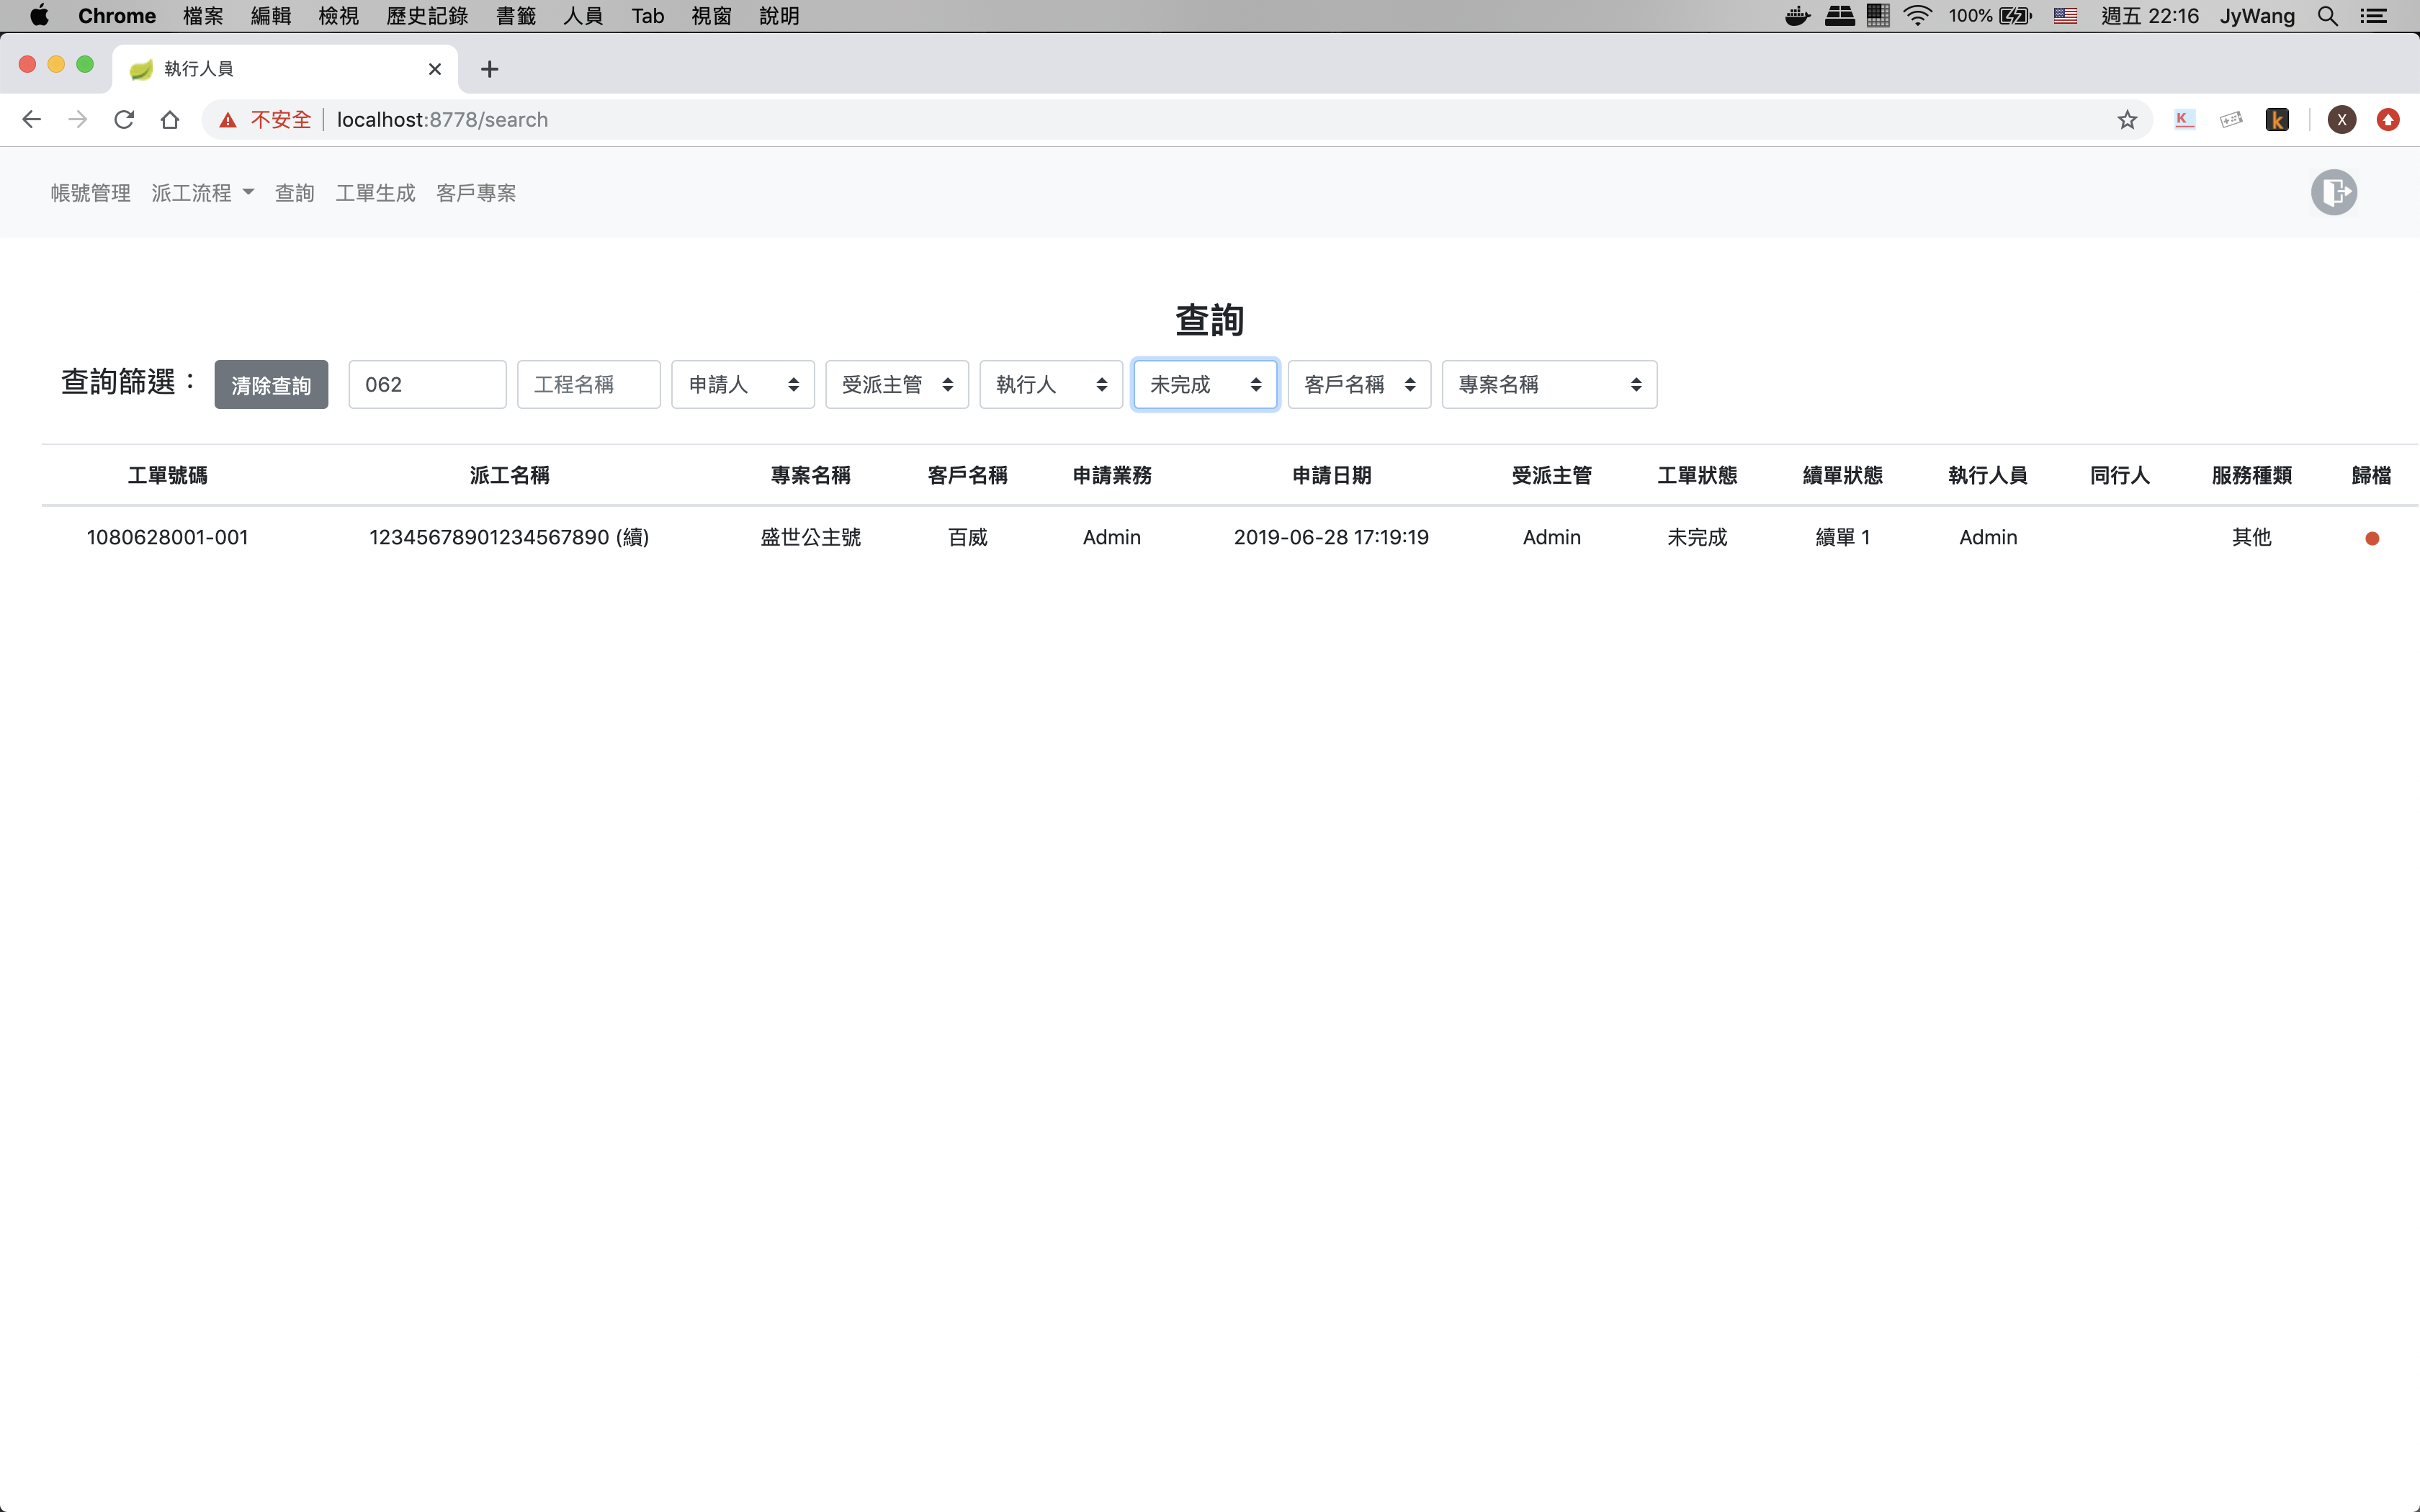 Chrome 檔案 編輯 檢視 歷史記錄 書籤 人員 Tab 視窗 說明 100% 週五 22:16 JyWang
執行人員
不安全 localhost:8778/search K k X
帳號管理 派工流程 查詢 工單生成 客戶專案
查詢
查詢篩選： 清除查詢 062 工程名稱 申請人 受派主管 執行人 未完成 客戶名稱 專案名稱
工單號碼 派工名稱 專案名稱 客戶名稱 申請業務 申請日期 受派主管 工單狀態 續單狀態 執行人員 同行人 服務種類 歸檔
1080628001-001 12345678901234567890 (續) 盛世公主號 百威 Admin 2019-06-28 17:19:19 Admin 未完成 續單 1 Admin 其他